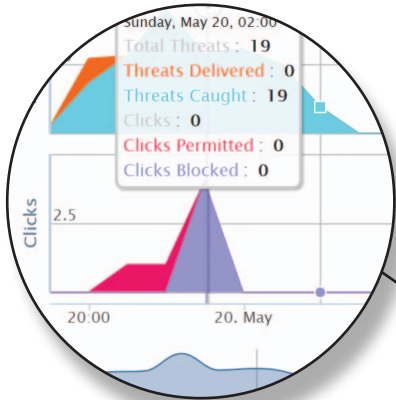 Sunday, May 20, 02:00
Total Threats : 19
Threats Delivered : 0
Threats Caught : 19
Clicks : 0
Clicks Permitted : 0
Clicks Blocked : 0
Clicks
2.5
20:00
20. May